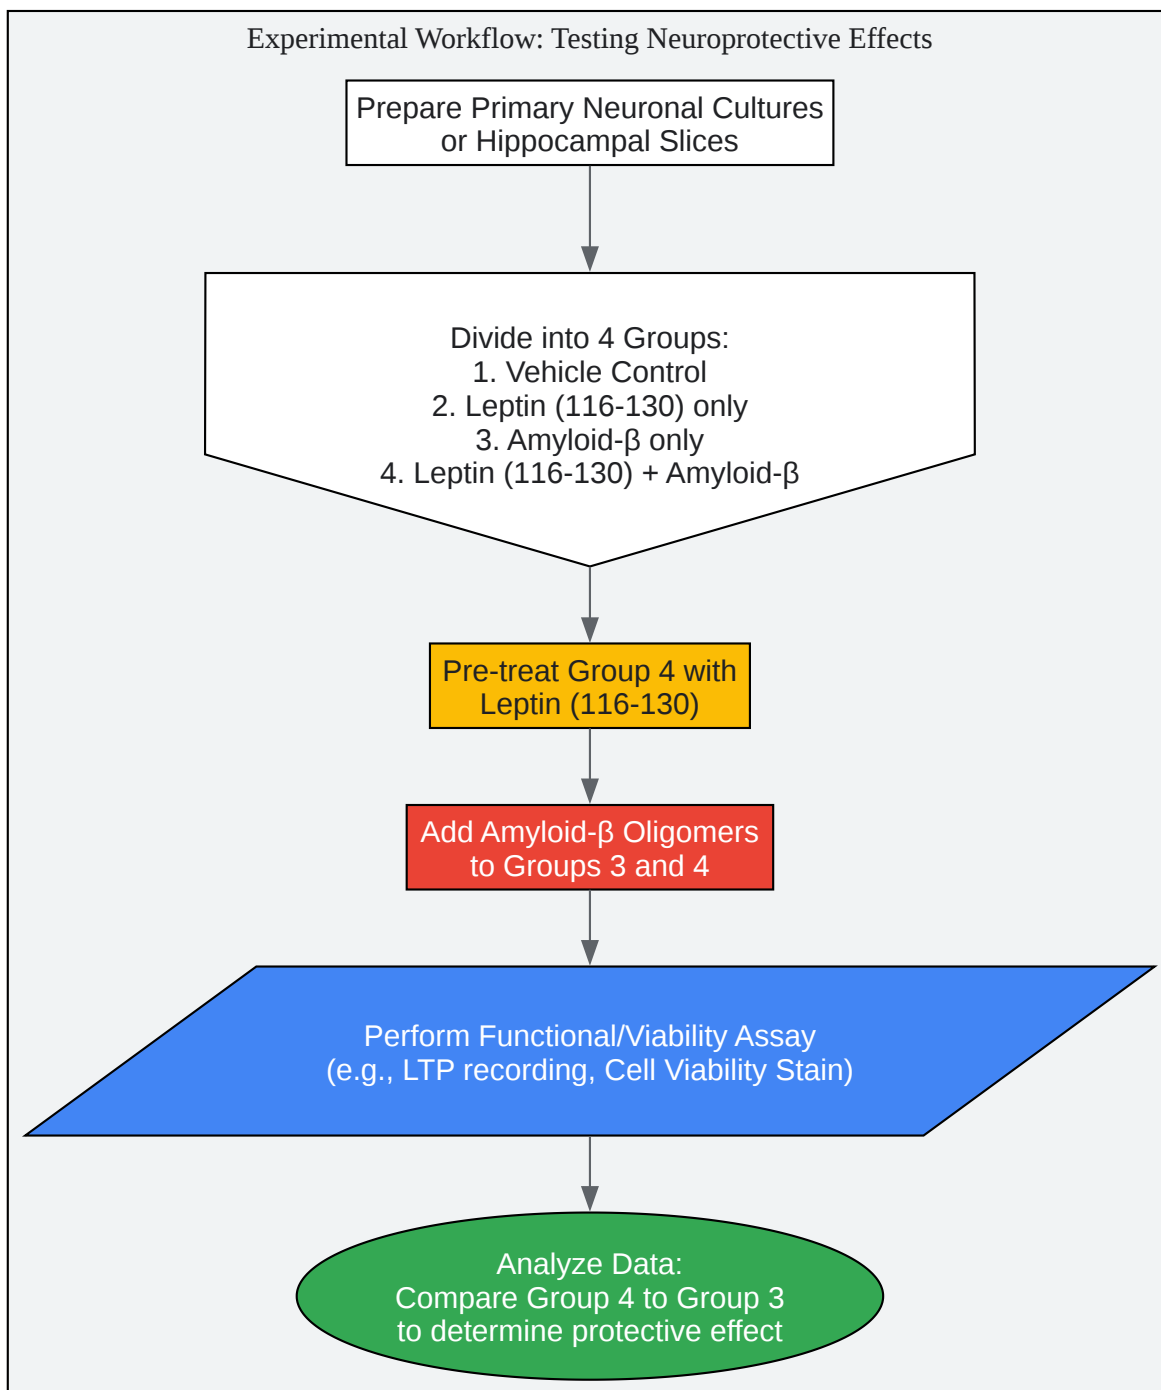 Experimental Workflow: Testing Neuroprotective Effects
Prepare Primary Neuronal Cultures
or Hippocampal Slices
Divide into 4 Groups:
1. Vehicle Control
2. Leptin (116-130) only
3. Amyloid-β only
4. Leptin (116-130) + Amyloid-β
Pre-treat Group 4 with
Leptin (116-130)
Add Amyloid-β Oligomers
to Groups 3 and 4
Perform Functional/Viability Assay
(e.g., LTP recording, Cell Viability Stain)
Analyze Data:
Compare Group 4 to Group 3
to determine protective effect